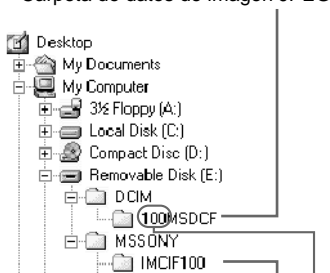 Carpeta de datos de imagen JPEG
Desktop
My Documents
My Computer
3½ Floppy (A:)
Local Disk (C:)
Compact Disc (D:)
Removable Disk (E:)
DCIM
100MSDCF
MSSONY
IMCIF100